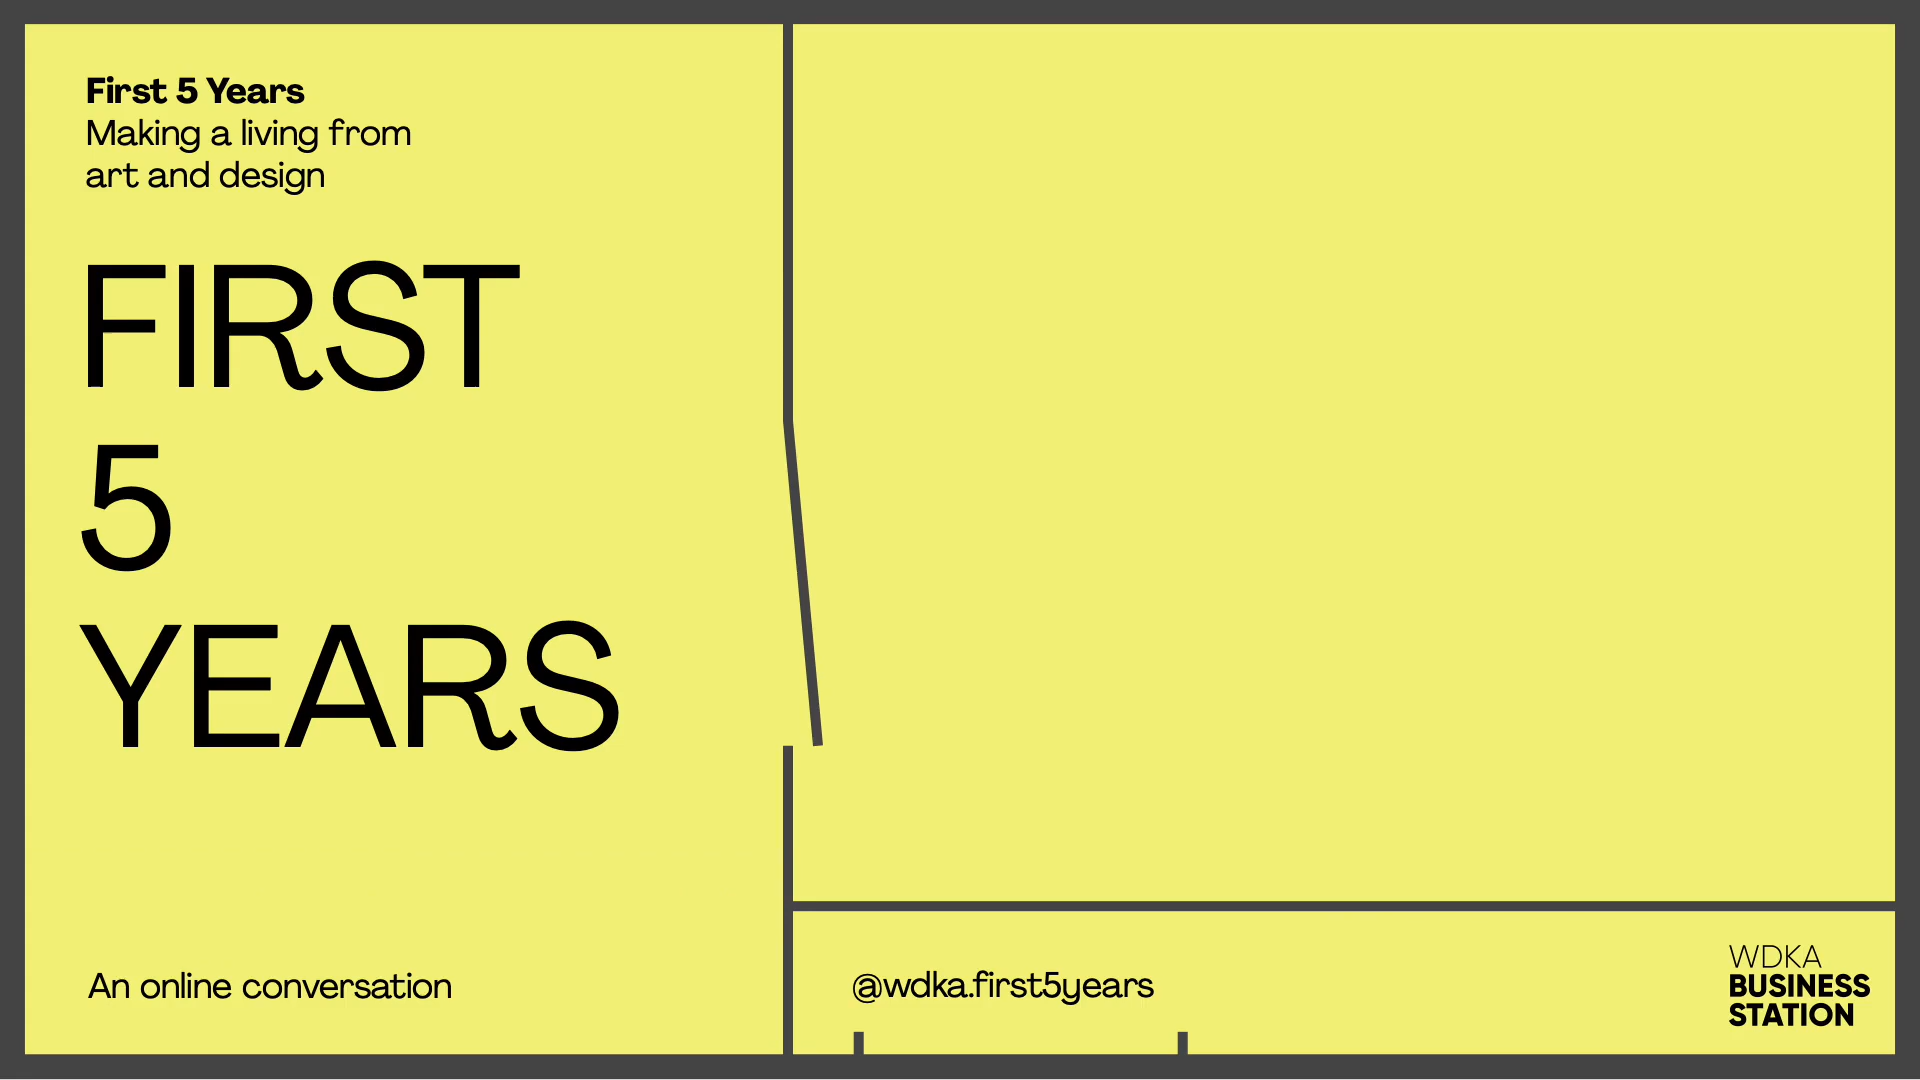 First 5 Years
Making a living from
art and design
FIRST
5
YEARS
An online conversation
@wdka.first5years
WDKA
BUSINESS
STATION